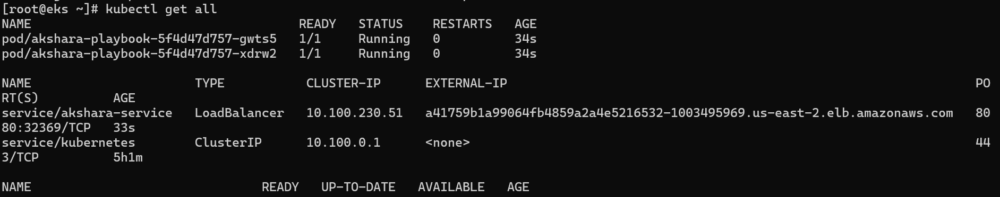 [root@eks ~]# kubectl get all
NAME                                    READY   STATUS    RESTARTS   AGE
pod/akshara-playbook-5f4d47d757-gwts5   1/1     Running   0          34s
pod/akshara-playbook-5f4d47d757-xdrw2   1/1     Running   0          34s
NAME                      TYPE           CLUSTER-IP      EXTERNAL-IP                                                               PO
RT(S)          AGE
service/akshara-service   LoadBalancer   10.100.230.51   a41759b1a99064fb4859a2a4e5216532-1003495969.us-east-2.elb.amazonaws.com   80
80:32369/TCP   33s
service/kubernetes        ClusterIP      10.100.0.1      <none>                                                                    44
3/TCP          5h1m
NAME                               READY   UP-TO-DATE   AVAILABLE   AGE